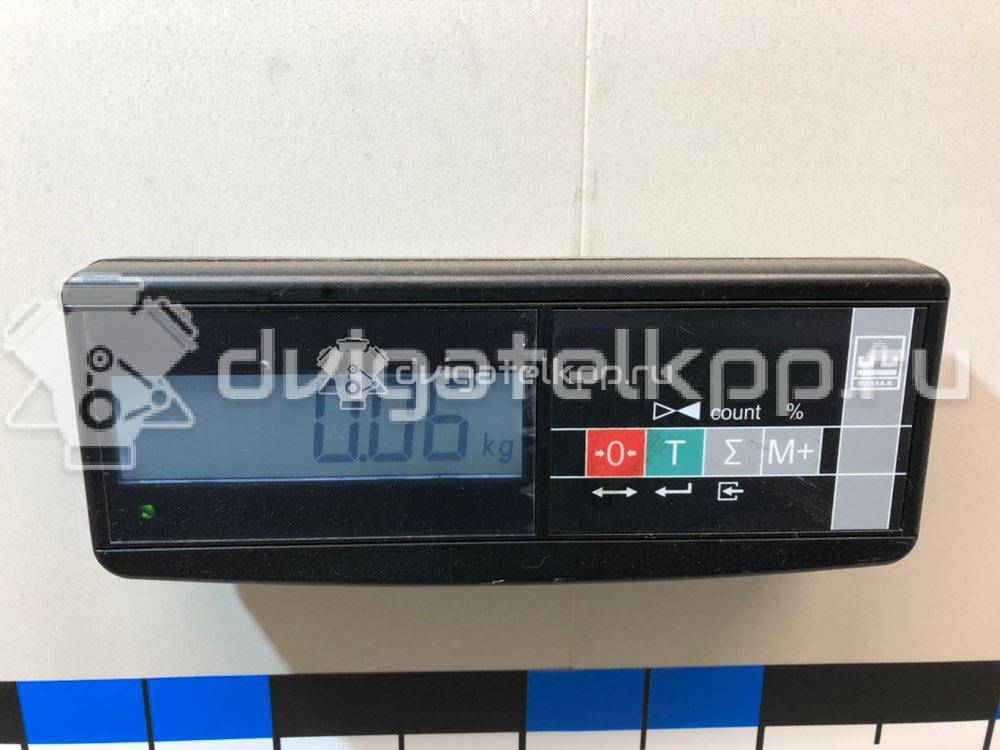 dvigatelkpp.ru
dvigatelkpp.ru
0.06 kg
MASSA-K
count %
→0← T Σ M+